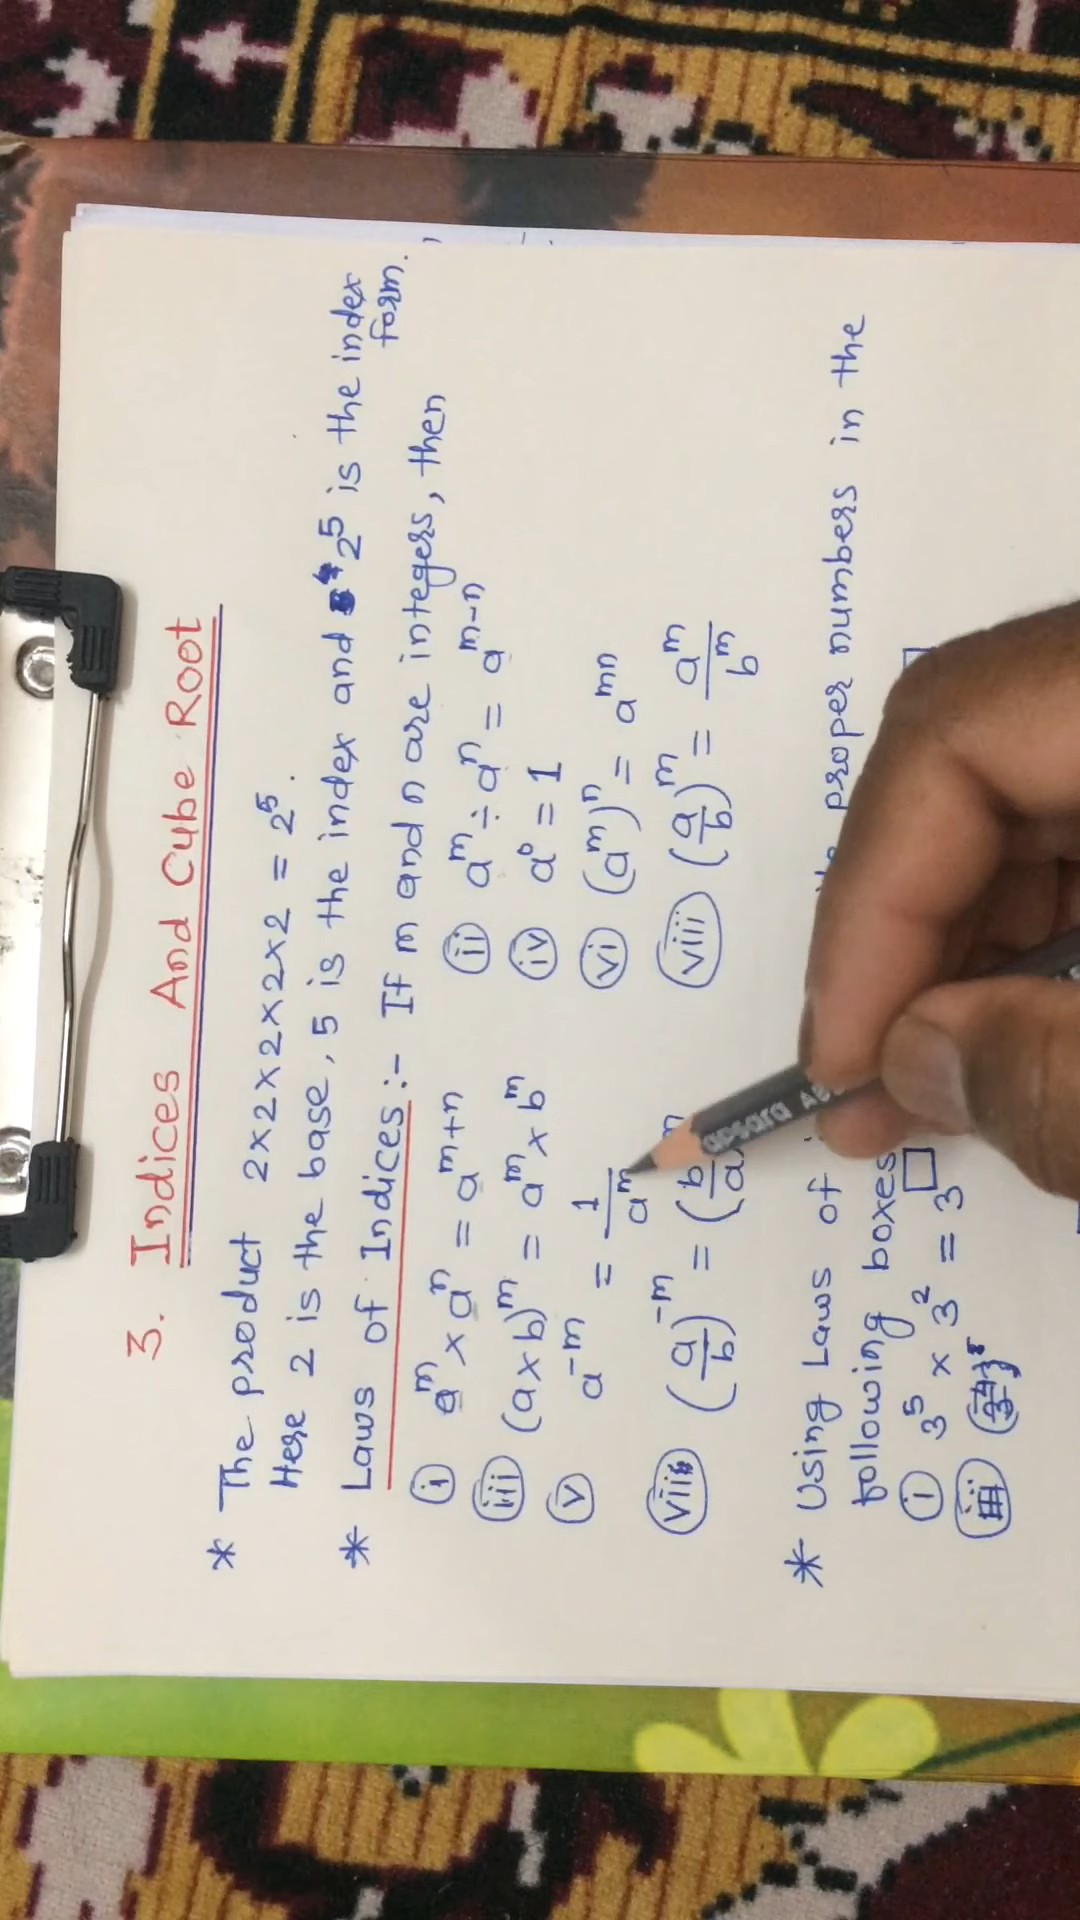 3. Indices And Cube Root
* The product 2×2×2×2×2 = 2⁵.
Here 2 is the base, 5 is the index and 2⁵ is the index form.
* Laws of Indices :- If m and n are integers, then
(i) aᵐ × aⁿ = aᵐ⁺ⁿ (ii) aᵐ ÷ aⁿ = aᵐ⁻ⁿ
(iii) (a×b)ᵐ = aᵐ × bᵐ (iv) a⁰ = 1
(v) a⁻ᵐ = 1/aᵐ (vi) (aᵐ)ⁿ = aᵐⁿ
(vii) (a/b)⁻ᵐ = (b/a)ᵐ (viii) (a/b)ᵐ = aᵐ/bᵐ
* Using Laws of proper numbers in the
following boxes
(i) 3⁵ × 3² = 3□
apsara